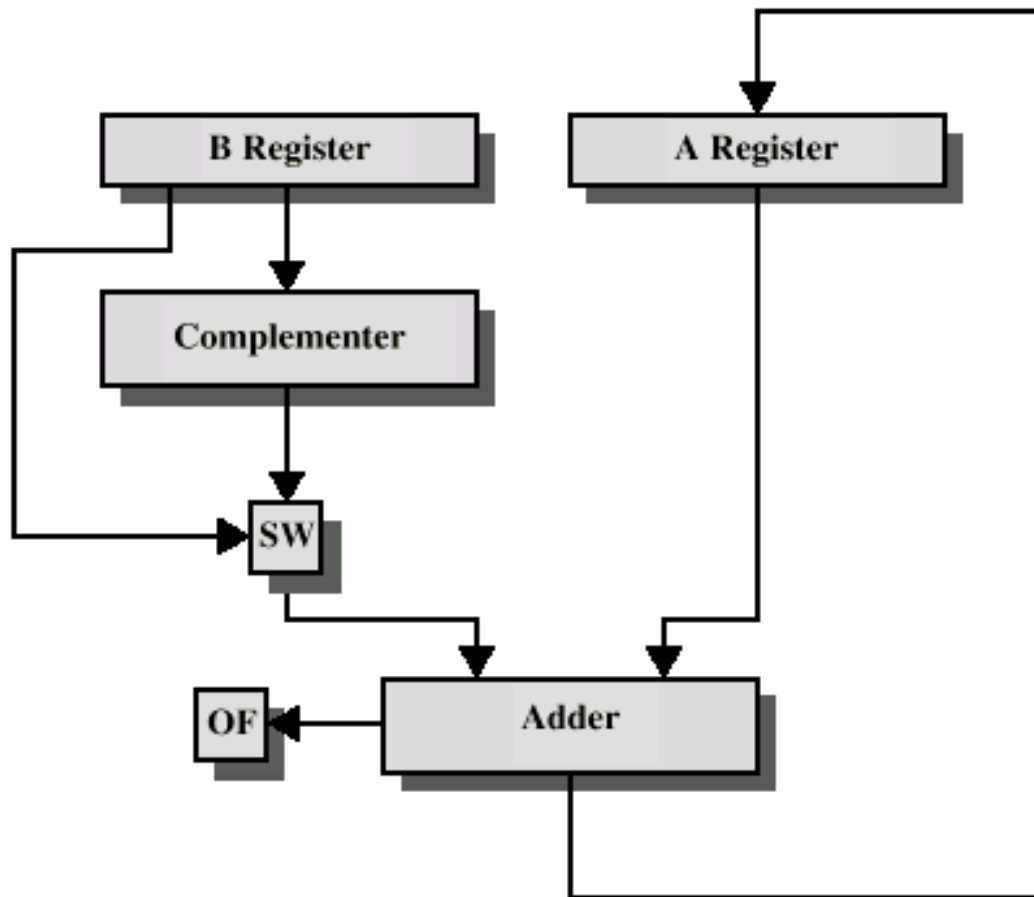 B Register
A Register
Complementer
SW
OF
Adder